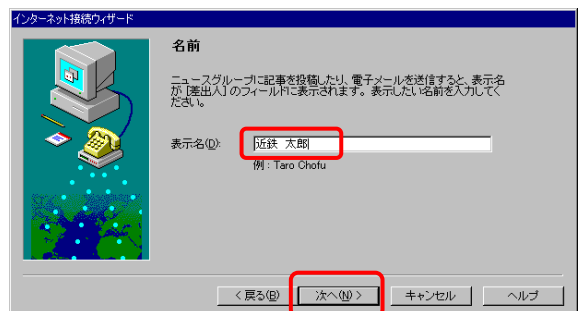 インターネット接続ウィザード
名前
ニュースグループに記事を投稿したり、電子メールを送信すると、表示名
が [差出人] のフィールドに表示されます。表示したい名前を入力してく
ださい。
表示名(D): 近鉄 太郎
例 : Taro Chofu
< 戻る(B) 次へ(N) > キャンセル ヘルプ